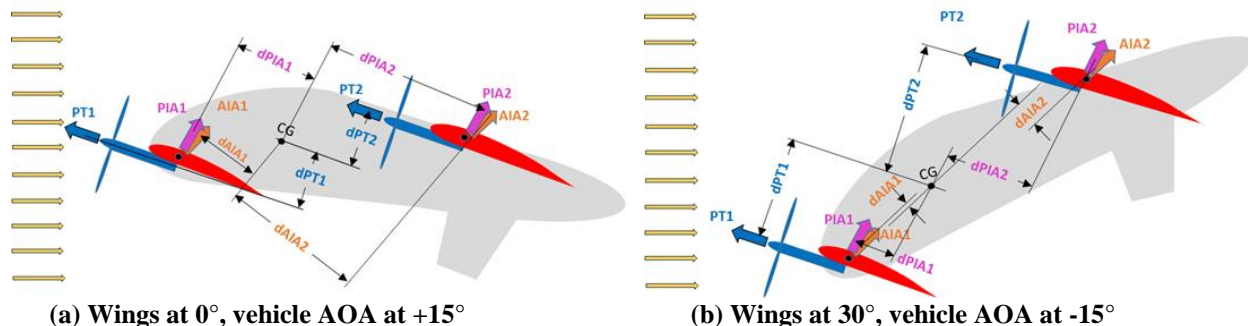 dPIA1
dPIA2
PT1
PIA1
AIA1
CG
PT2
PIA2
AIA2
dPT2
dAIA1
dPT1
dAIA2
(a) Wings at 0°, vehicle AOA at +15°
PT2
PIA2
AIA2
dPT2
dAIA2
dPT1
CG
dPIA2
dAIA1
PT1
PIA1
AIA1
dPIA1
(b) Wings at 30°, vehicle AOA at -15°